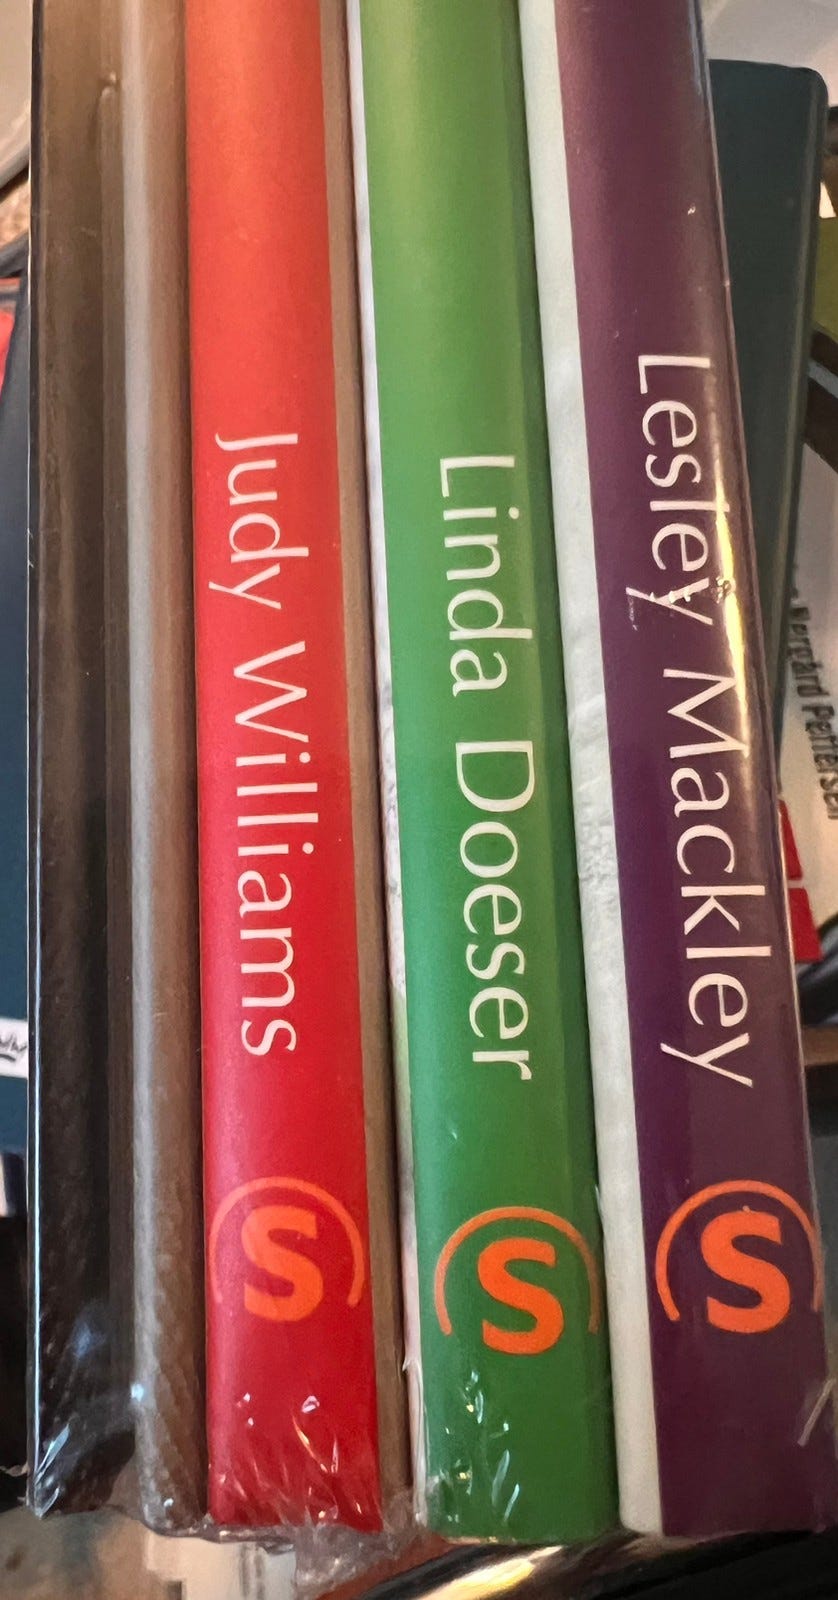 Judy Williams
S
Linda Doeser
S
Lesley Mackley
S